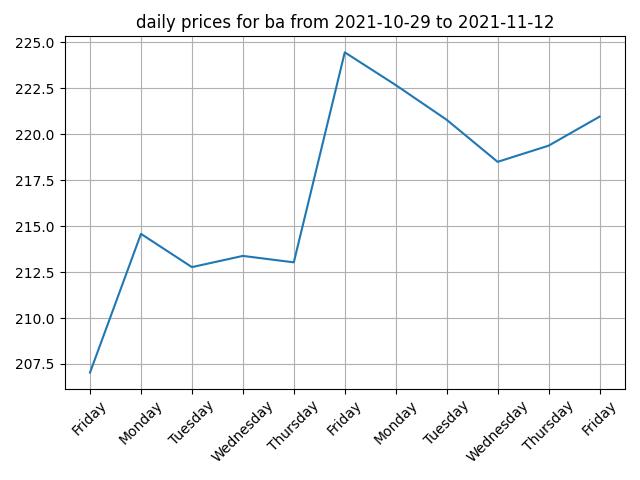 daily prices for ba from 2021-10-29 to 2021-11-12
225.0
222.5
220.0
217.5
215.0
212.5
210.0
207.5
Friday
Monday
Tuesday
Wednesday
Thursday
Friday
Monday
Tuesday
Wednesday
Thursday
Friday